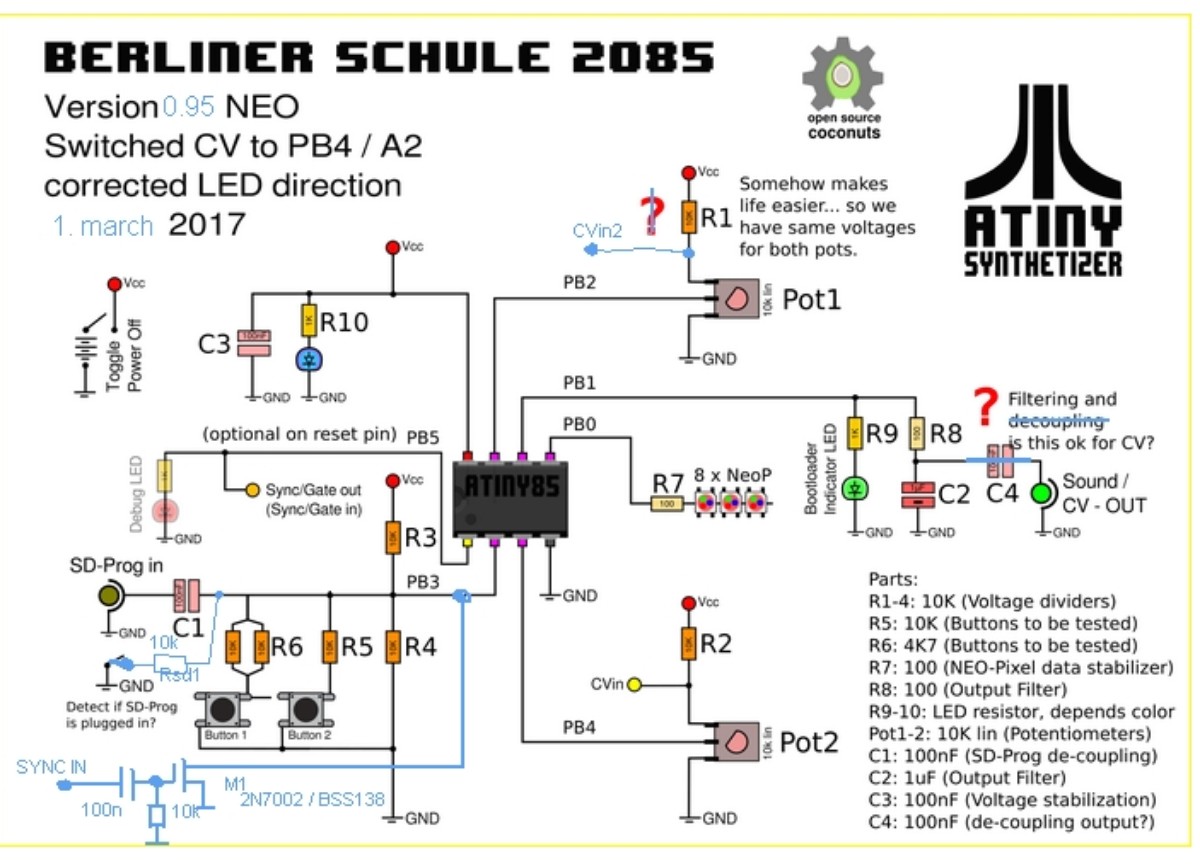 BERLINER SCHULE 2085
Version 0.95 NEO
Switched CV to PB4 / A2
corrected LED direction
1. march 2017
open source
coconuts
ATINY
SYNTHETIZER
Vcc
?
R1
10K
CVin2
Somehow makes
life easier... so we
have same voltages
for both pots.
PB2
10k lin
Pot1
GND
Vcc
Toggle
Power Off
Vcc
C3
100nF
1K
R10
GND
GND
PB1
PB0
(optional on reset pin) PB5
Debug LED
1K
Sync/Gate out
(Sync/Gate in)
GND
Vcc
10K
R3
ATINY85
R7
100
8 x NeoP
Bootloader
Indicator LED
1K
R9
100
R8
?
Filtering and
decoupling
is this ok for CV?
1uF
C2
C4
Sound /
CV - OUT
GND
GND
GND
SD-Prog in
100nF
C1
GND
PB3
GND
10k
Rsd1
GND
Detect if SD-Prog
is plugged in?
10K
10K
R6
10K
R5
10K
R4
Button 1
Button 2
Vcc
10K
R2
CVin
PB4
10k lin
Pot2
GND
SYNC IN
100n
10k
M1
2N7002 / BSS138
GND
Parts:
R1-4: 10K (Voltage dividers)
R5: 10K (Buttons to be tested)
R6: 4K7 (Buttons to be tested)
R7: 100 (NEO-Pixel data stabilizer)
R8: 100 (Output Filter)
R9-10: LED resistor, depends color
Pot1-2: 10K lin (Potentiometers)
C1: 100nF (SD-Prog de-coupling)
C2: 1uF (Output Filter)
C3: 100nF (Voltage stabilization)
C4: 100nF (de-coupling output?)